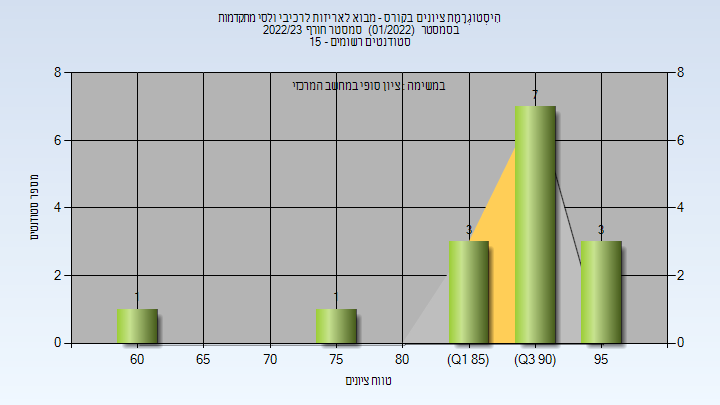 הִיסטוֹגרַמַת ציונים בקורס - מבוא לאריזות לרכיבי ולסי מתקדמות
בסמסטר (01/2022) סמסטר חורף 2022/23
סטודנטים רשומים - 15
במשימה : ציון סופי במחשב המרכזי
מספר סטודנטים
8
6
4
2
0
8
6
4
2
0
1
1
3
7
3
60
65
70
75
80
(Q1 85)
(Q3 90)
95
טווח ציונים